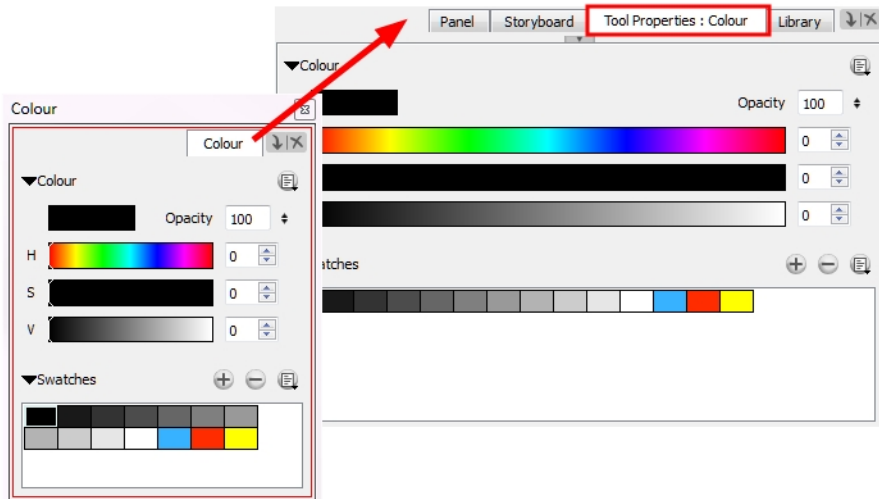 Panel Storyboard Tool Properties : Colour Library
Colour
Opacity 100
0
0
0
atches
Colour
Colour
Colour
Opacity 100
H 0
S 0
V 0
Swatches